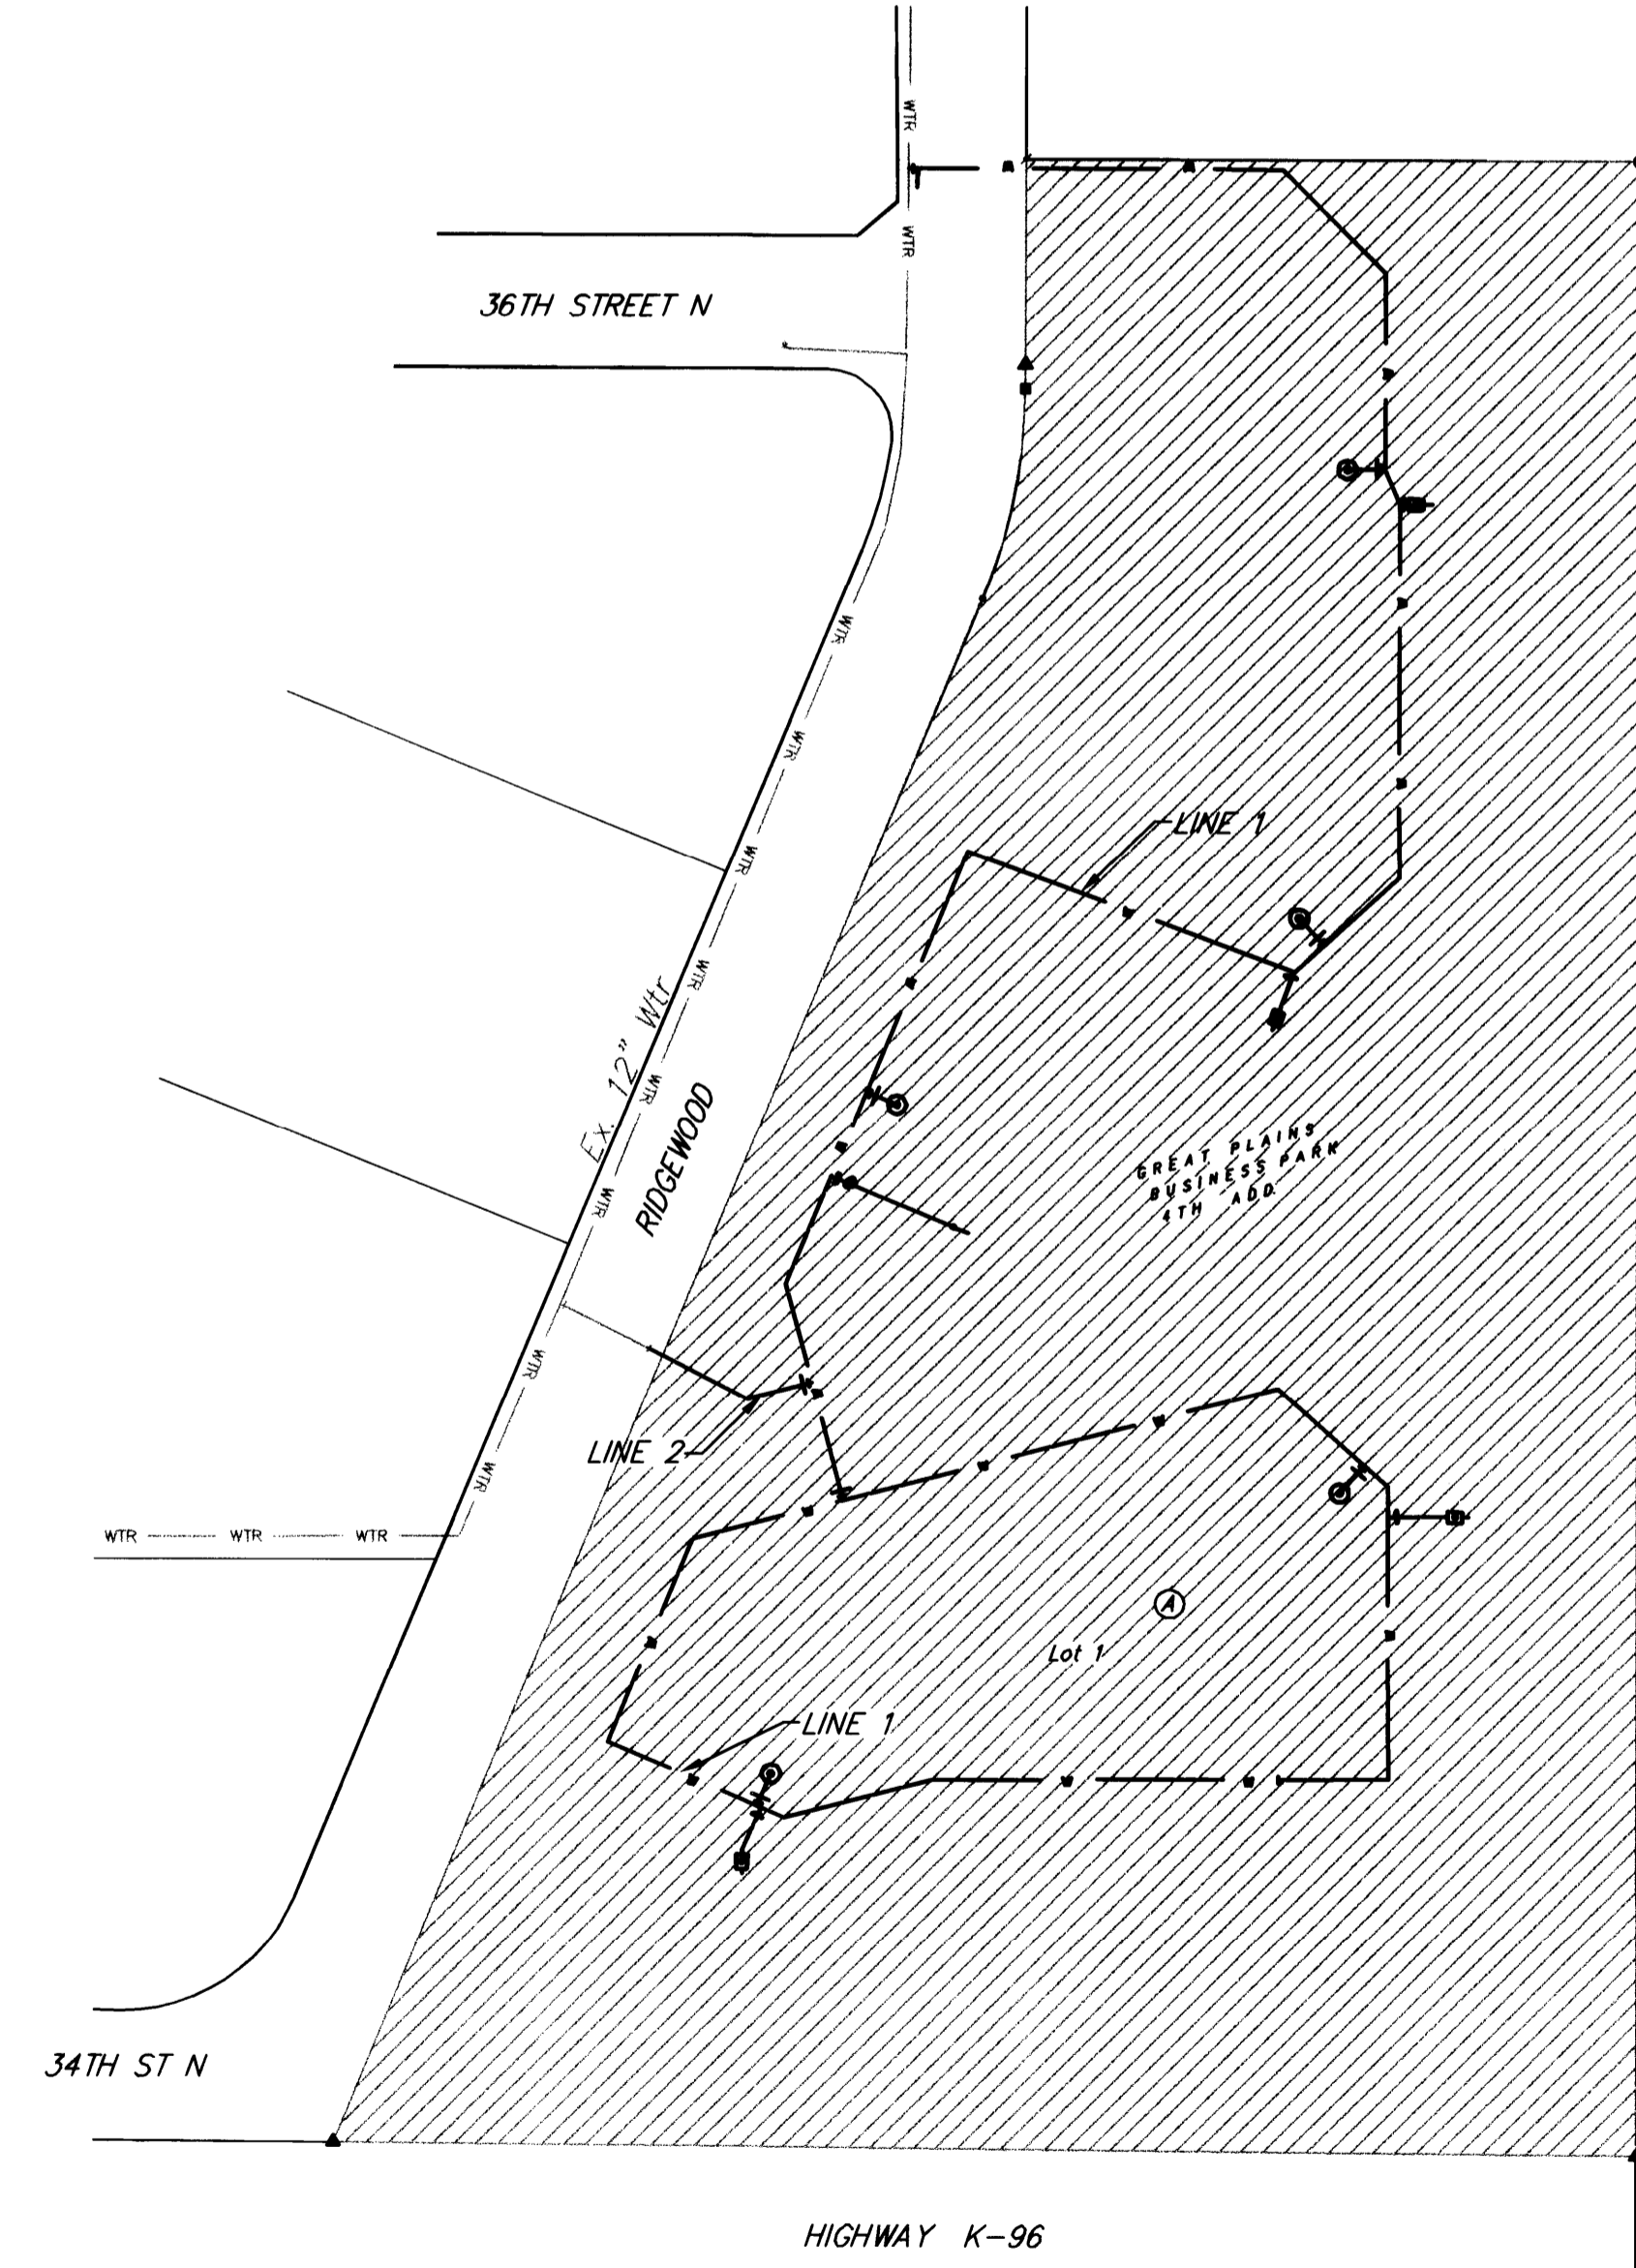 WTR
WTR
36TH STREET N
WTR
WTR
LINE 1
WTR
WTR
Ex. 12" Wtr
WTR
RIDGEWOOD
GREAT PLAINS
BUSINESS PARK
4TH ADD.
WTR
WTR
LINE 2
WTR
WTR WTR WTR
A
Lot 1
LINE 1
34TH ST N
HIGHWAY K-96